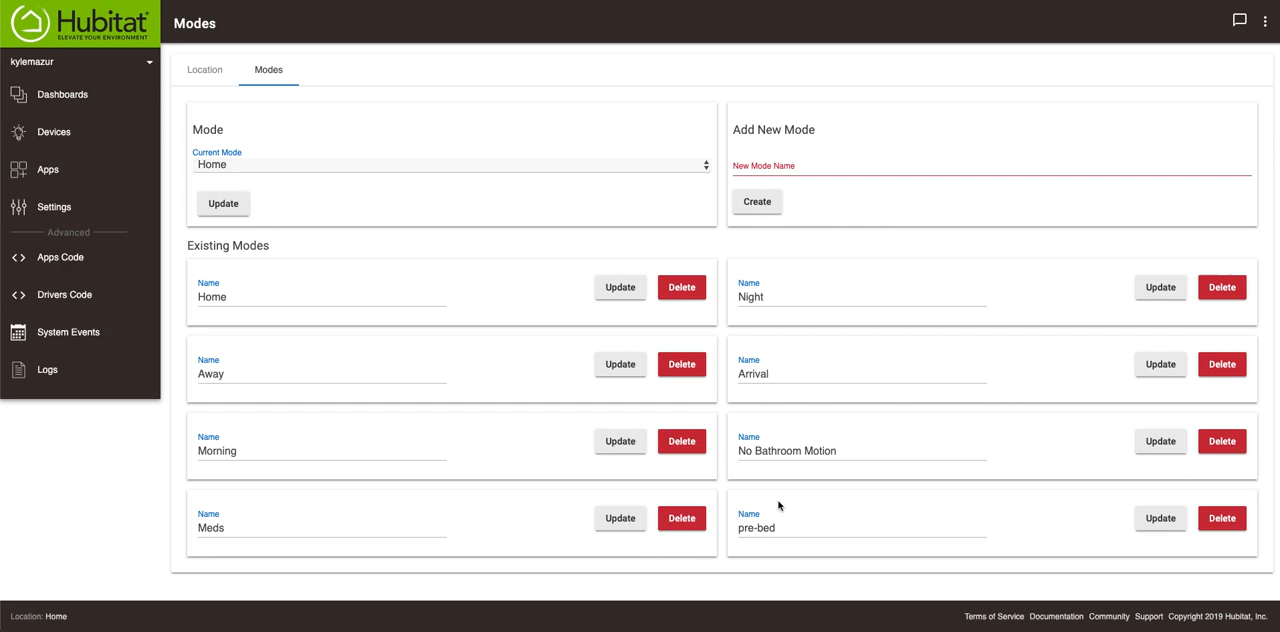 Hubitat
ELEVATE YOUR ENVIRONMENT
Modes
kylemazur
Dashboards
Devices
Apps
Settings
Advanced
Apps Code
Drivers Code
System Events
Logs
Location Modes
Mode
Current Mode
Home
Update
Add New Mode
New Mode Name
Create
Existing Modes
Name
Home
Update Delete
Name
Night
Update Delete
Name
Away
Update Delete
Name
Arrival
Update Delete
Name
Morning
Update Delete
Name
No Bathroom Motion
Update Delete
Name
Meds
Update Delete
Name
pre-bed
Update Delete
Location: Home
Terms of Service Documentation Community Support Copyright 2019 Hubitat, Inc.